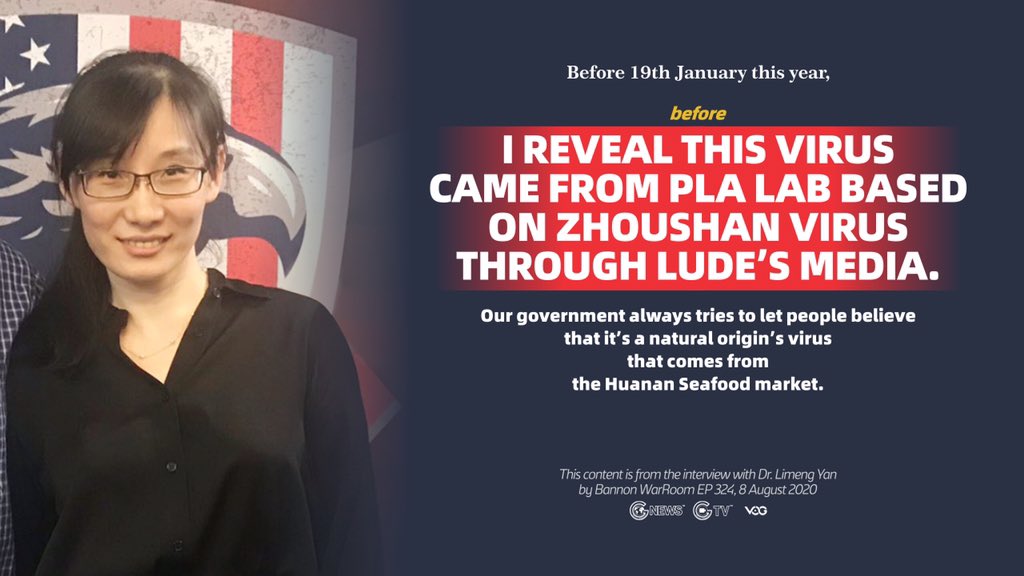 Before 19th January this year,
before
I REVEAL THIS VIRUS
CAME FROM PLA LAB BASED
ON ZHOUSHAN VIRUS
THROUGH LUDE'S MEDIA.
Our government always tries to let people believe
that it's a natural origin's virus
that comes from
the Huanan Seafood market.
This content is from the interview with Dr. Limeng Yan
by Bannon WarRoom EP 324, 8 August 2020
G NEWS G TV VOG